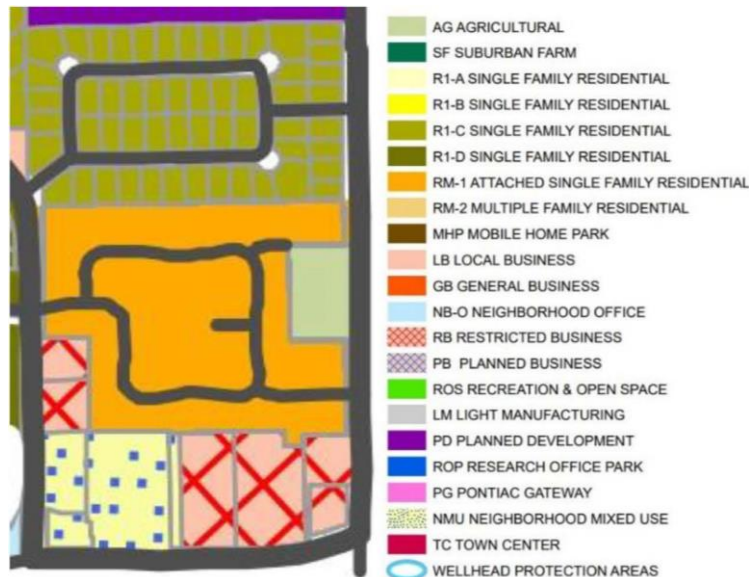 AG AGRICULTURAL
SF SUBURBAN FARM
R1-A SINGLE FAMILY RESIDENTIAL
R1-B SINGLE FAMILY RESIDENTIAL
R1-C SINGLE FAMILY RESIDENTIAL
R1-D SINGLE FAMILY RESIDENTIAL
RM-1 ATTACHED SINGLE FAMILY RESIDENTIAL
RM-2 MULTIPLE FAMILY RESIDENTIAL
MHP MOBILE HOME PARK
LB LOCAL BUSINESS
GB GENERAL BUSINESS
NB-O NEIGHBORHOOD OFFICE
RB RESTRICTED BUSINESS
PB PLANNED BUSINESS
ROS RECREATION & OPEN SPACE
LM LIGHT MANUFACTURING
PD PLANNED DEVELOPMENT
ROP RESEARCH OFFICE PARK
PG PONTIAC GATEWAY
NMU NEIGHBORHOOD MIXED USE
TC TOWN CENTER
WELLHEAD PROTECTION AREAS